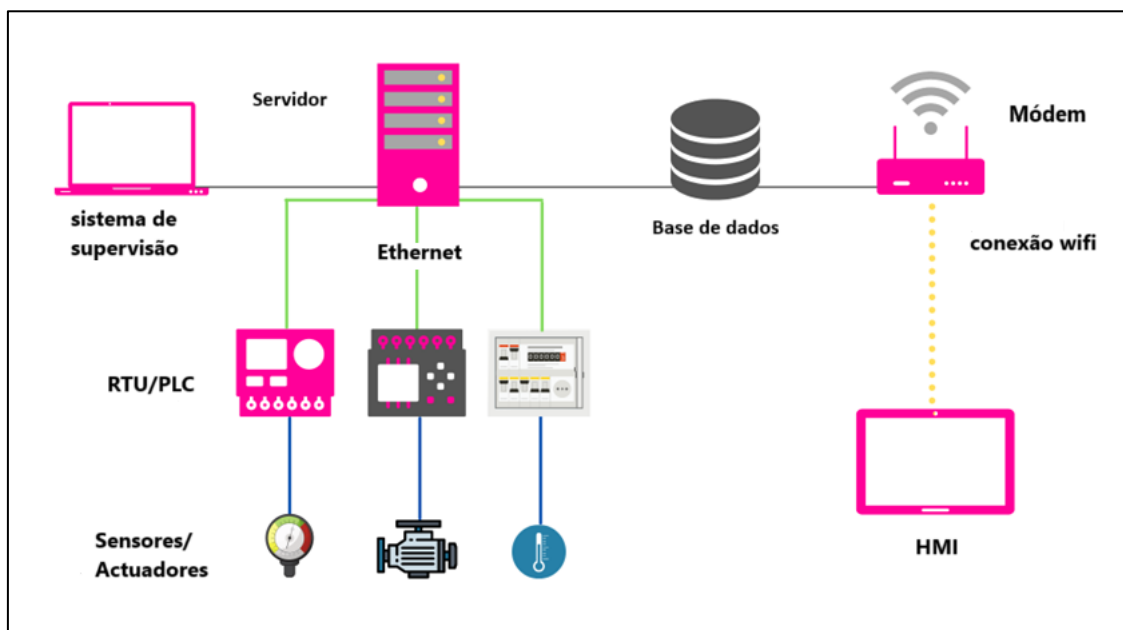 Servidor
Módem
sistema de
supervisão
Ethernet
Base de dados
conexão wifi
RTU/PLC
Sensores/
Actuadores
HMI